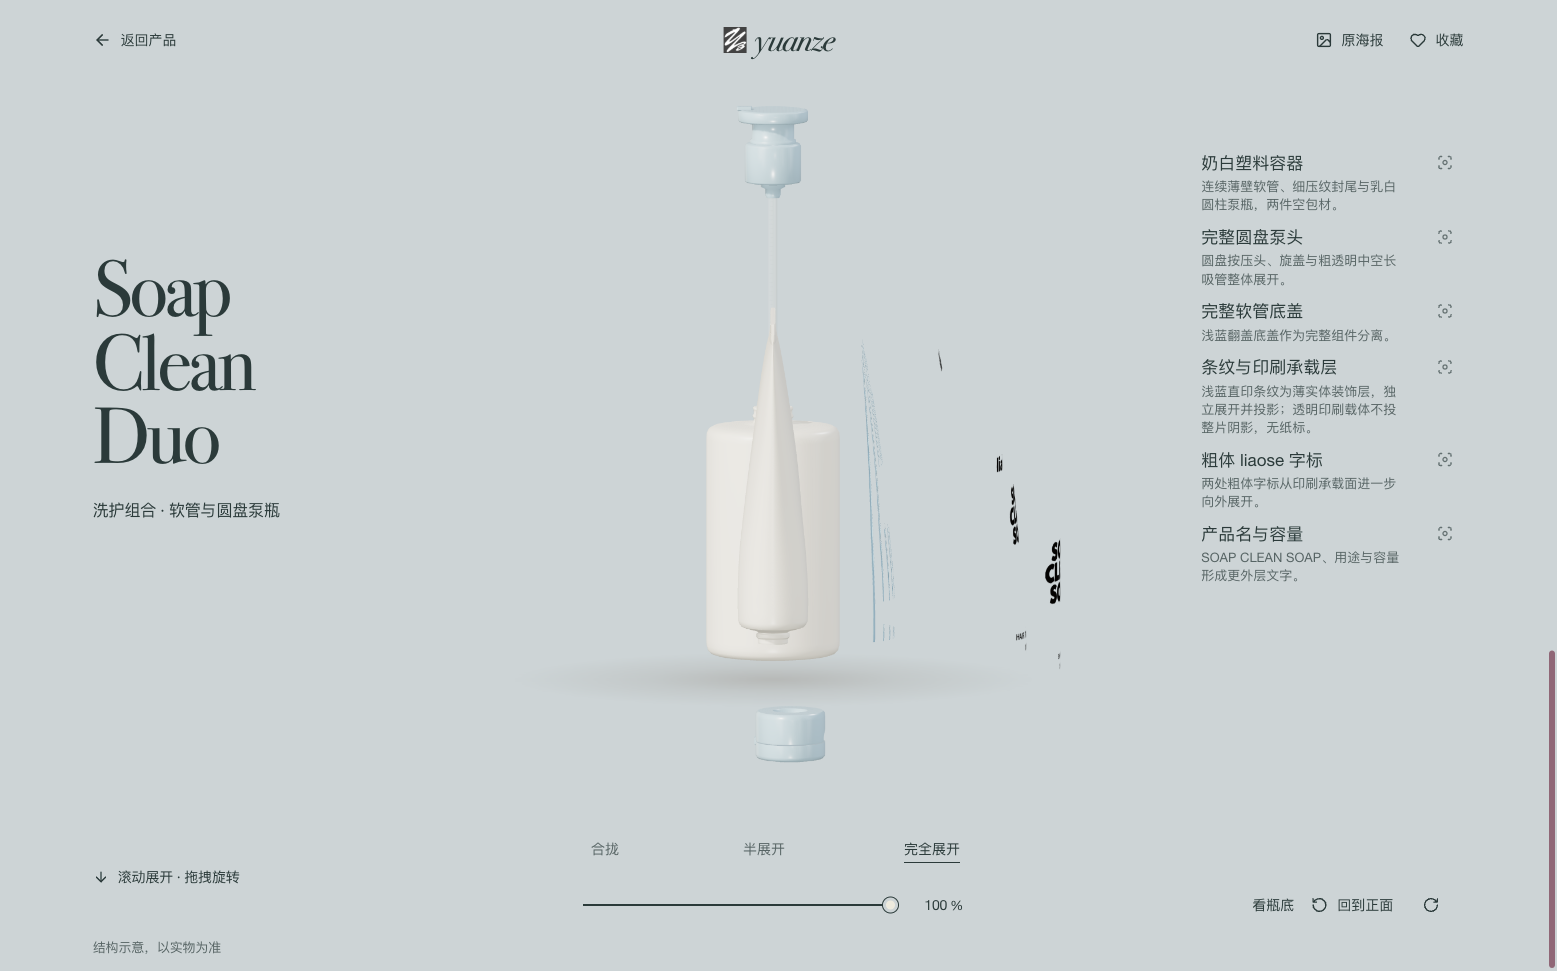 返回产品
yuanze
原海报
收藏
Soap
Clean
Duo
洗护组合 · 软管与圆盘泵瓶
奶白塑料容器
连续薄壁软管、细压纹封尾与乳白
圆柱泵瓶，两件空包材。
完整圆盘泵头
圆盘按压头、旋盖与粗透明中空长
吸管整体展开。
完整软管底盖
浅蓝翻盖底盖作为完整组件分离。
条纹与印刷承载层
浅蓝直印条纹为薄实体装饰层，独
立展开并投影；透明印刷载体不投
整片阴影，无纸标。
粗体 liaose 字标
两处粗体字标从印刷承载面进一步
向外展开。
产品名与容量
SOAP CLEAN SOAP、用途与容量
形成更外层文字。
合拢
半展开
完全展开
滚动展开 · 拖拽旋转
100 %
看瓶底
回到正面
结构示意，以实物为准